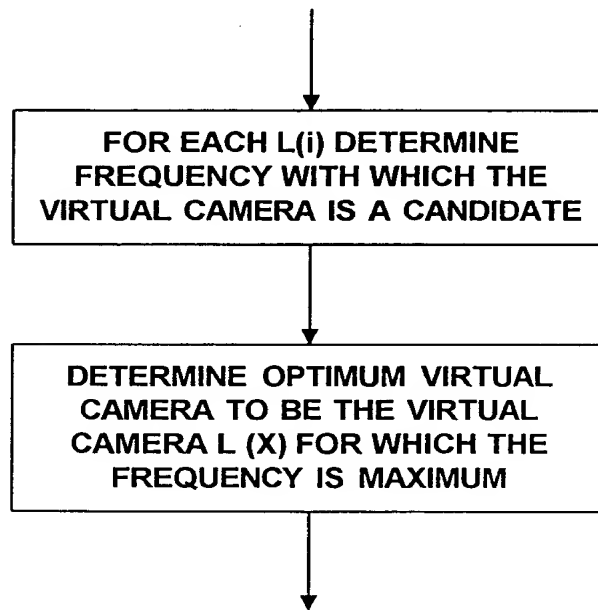 FOR EACH L(i) DETERMINE
FREQUENCY WITH WHICH THE
VIRTUAL CAMERA IS A CANDIDATE
DETERMINE OPTIMUM VIRTUAL
CAMERA TO BE THE VIRTUAL
CAMERA L (X) FOR WHICH THE
FREQUENCY IS MAXIMUM